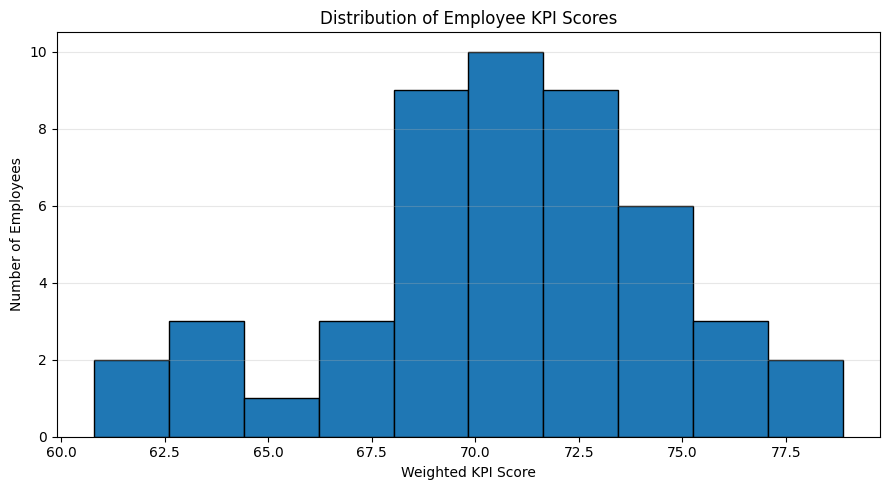 Distribution of Employee KPI Scores
Number of Employees
10
8
6
4
2
0
60.0 62.5 65.0 67.5 70.0 72.5 75.0 77.5
Weighted KPI Score